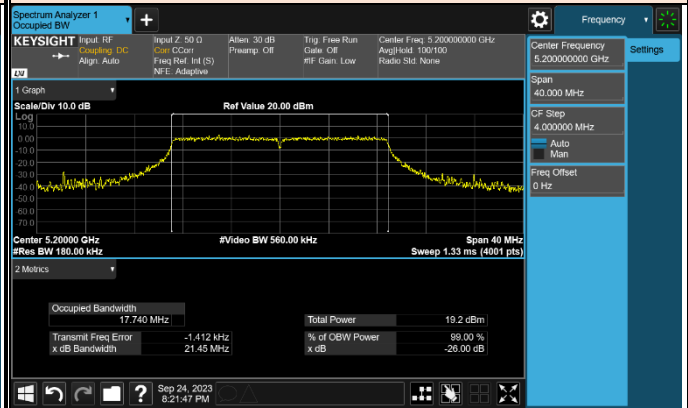 Spectrum Analyzer 1
Occupied BW
Frequency
KEYSIGHT
Input: RF
Coupling: DC
Align: Auto
Input Z: 50 Ω
Corr CCorr
Freq Ref: Int (S)
NFE: Adaptive
Atten: 30 dB
Preamp: Off
Trig: Free Run
Gate: Off
#IF Gain: Low
Center Freq: 5.200000000 GHz
Avg|Hold: 100/100
Radio Std: None
LXI
Center Frequency
5.200000000 GHz
Settings
Span
40.000 MHz
CF Step
4.000000 MHz
Auto
Man
Freq Offset
0 Hz
1 Graph
Scale/Div 10.0 dB
Ref Value 20.00 dBm
Log
10.0
0.00
-10.0
-20.0
-30.0
-40.0
-50.0
-60.0
-70.0
Center 5.20000 GHz
#Video BW 560.00 kHz
Span 40 MHz
#Res BW 180.00 kHz
Sweep 1.33 ms (4001 pts)
2 Metrics
Occupied Bandwidth
17.740 MHz
Total Power
19.2 dBm
Transmit Freq Error
-1.412 kHz
% of OBW Power
99.00 %
x dB Bandwidth
21.45 MHz
x dB
-26.00 dB
Sep 24, 2023
8:21:47 PM